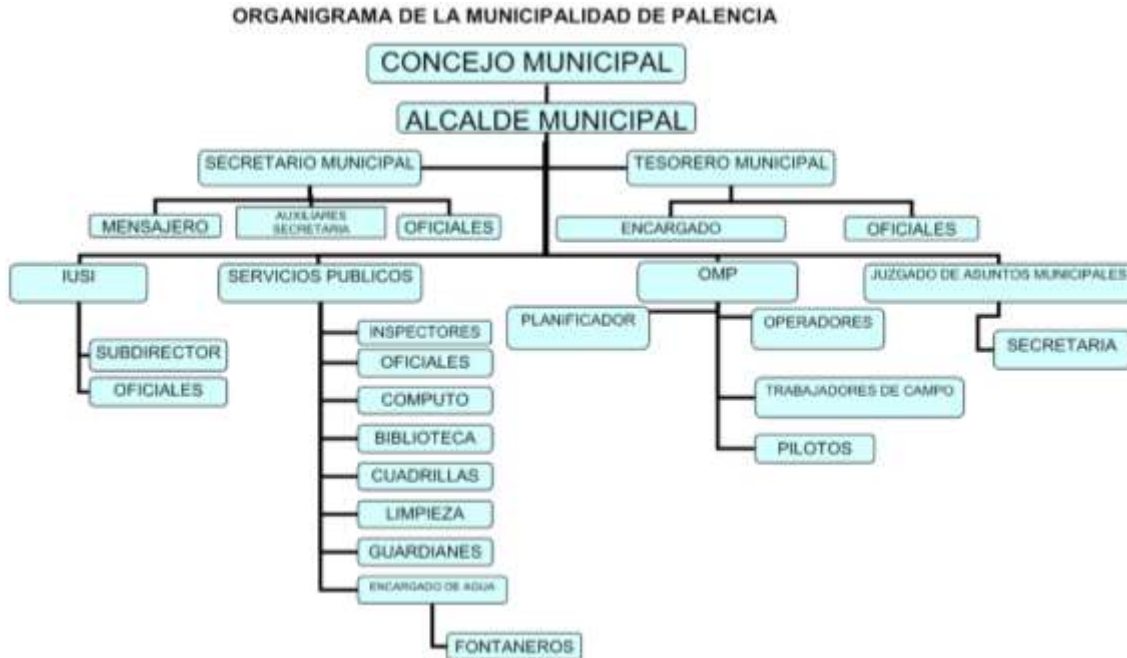 ORGANIGRAMA DE LA MUNICIPALIDAD DE PALENCIA
CONCEJO MUNICIPAL
ALCALDE MUNICIPAL
SECRETARIO MUNICIPAL
TESORERO MUNICIPAL
MENSAJERO
AUXILIARES
SECRETARIA
OFICIALES
ENCARGADO
OFICIALES
IUSI
SERVICIOS PUBLICOS
OMP
JUZGADO DE ASUNTOS MUNICIPALES
SUBDIRECTOR
OFICIALES
INSPECTORES
OFICIALES
COMPUTO
BIBLIOTECA
CUADRILLAS
LIMPIEZA
GUARDIANES
ENCARGADO DE AGUA
FONTANEROS
PLANIFICADOR
OPERADORES
TRABAJADORES DE CAMPO
PILOTOS
SECRETARIA